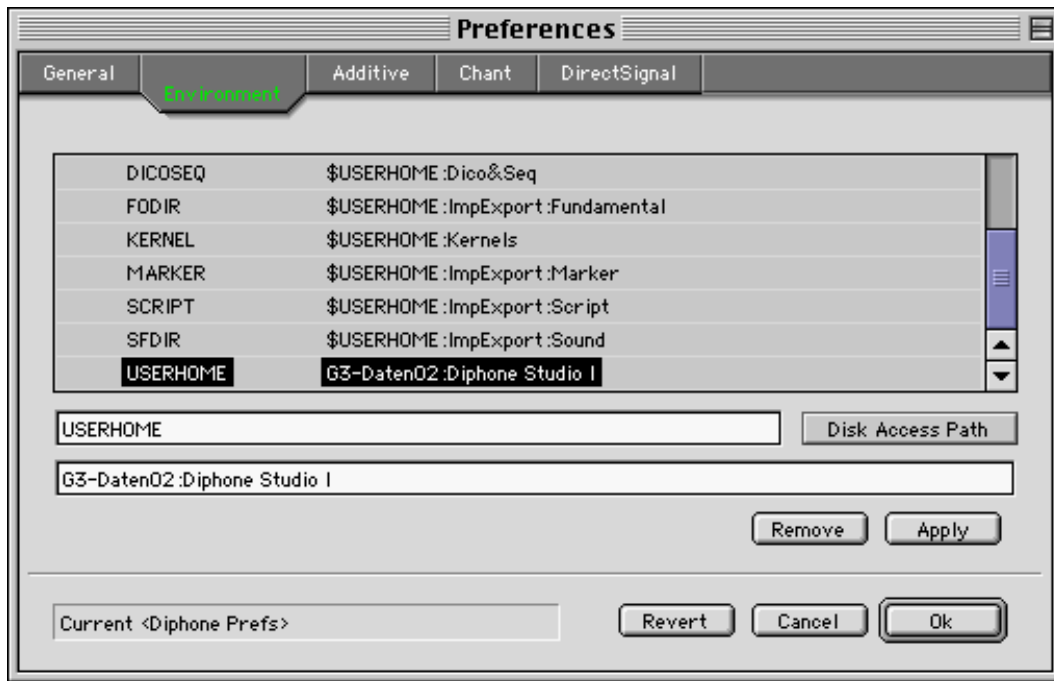 Preferences
General Environment Additive Chant DirectSignal
DICOSEQ $USERHOME:Dico&Seq
FODIR $USERHOME:ImpExport:Fundamental
KERNEL $USERHOME:Kernels
MARKER $USERHOME:ImpExport:Marker
SCRIPT $USERHOME:ImpExport:Script
SFDIR $USERHOME:ImpExport:Sound
USERHOME G3-Daten02:Diphone Studio I
USERHOME Disk Access Path
G3-Daten02:Diphone Studio I
Remove Apply
Current <Diphone Prefs> Revert Cancel Ok